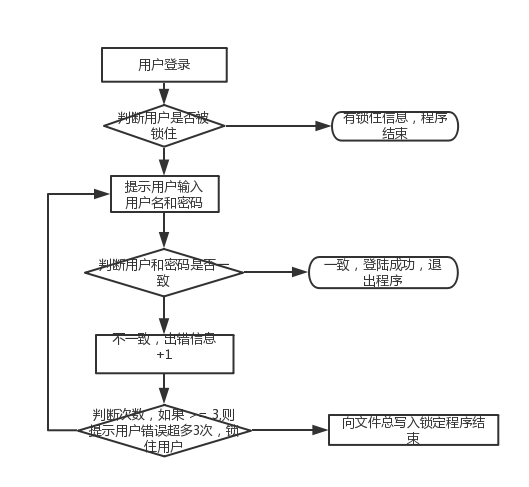 用户登录
判断用户是否被
锁住
有锁住信息，程序
结束
提示用户输入
用户名和密码
判断用户和密码是否一
致
一致，登陆成功，退
出程序
不一致，出错信息
+1
判断次数，如果 >= 3,则
提示用户错误超多3次，锁
住用户
向文件总写入锁定程序结
束